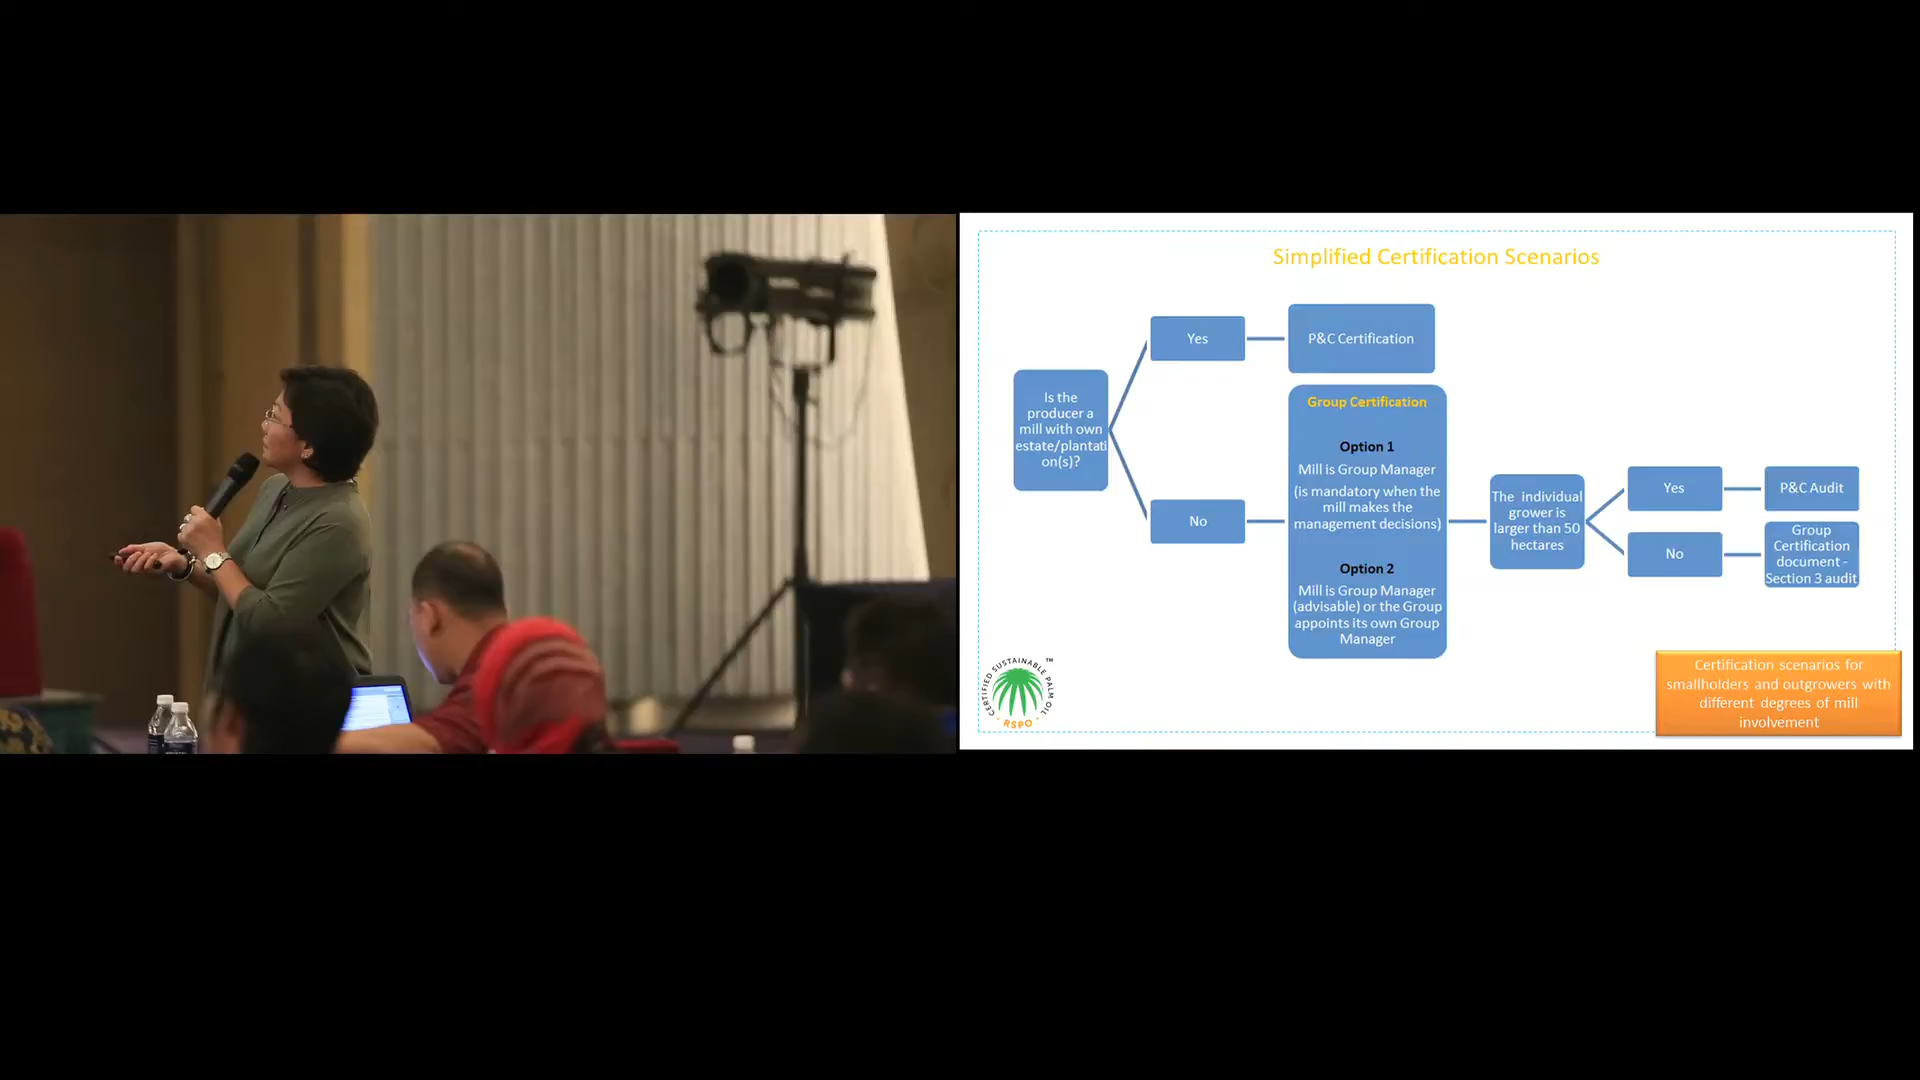 Simplified Certification Scenarios
Is the
producer a
mill with own
estate/plantati
on(s)?
Yes
P&C Certification
No
Group Certification
Option 1
Mill is Group Manager
(is mandatory when the
mill makes the
management decisions)
Option 2
Mill is Group Manager
(advisable) or the Group
appoints its own Group
Manager
The individual
grower is
larger than 50
hectares
Yes
P&C Audit
No
Group
Certification
document -
Section 3 audit
CERTIFIED SUSTAINABLE PALM OIL
RSPO
TM
Certification scenarios for
smallholders and outgrowers with
different degrees of mill
involvement